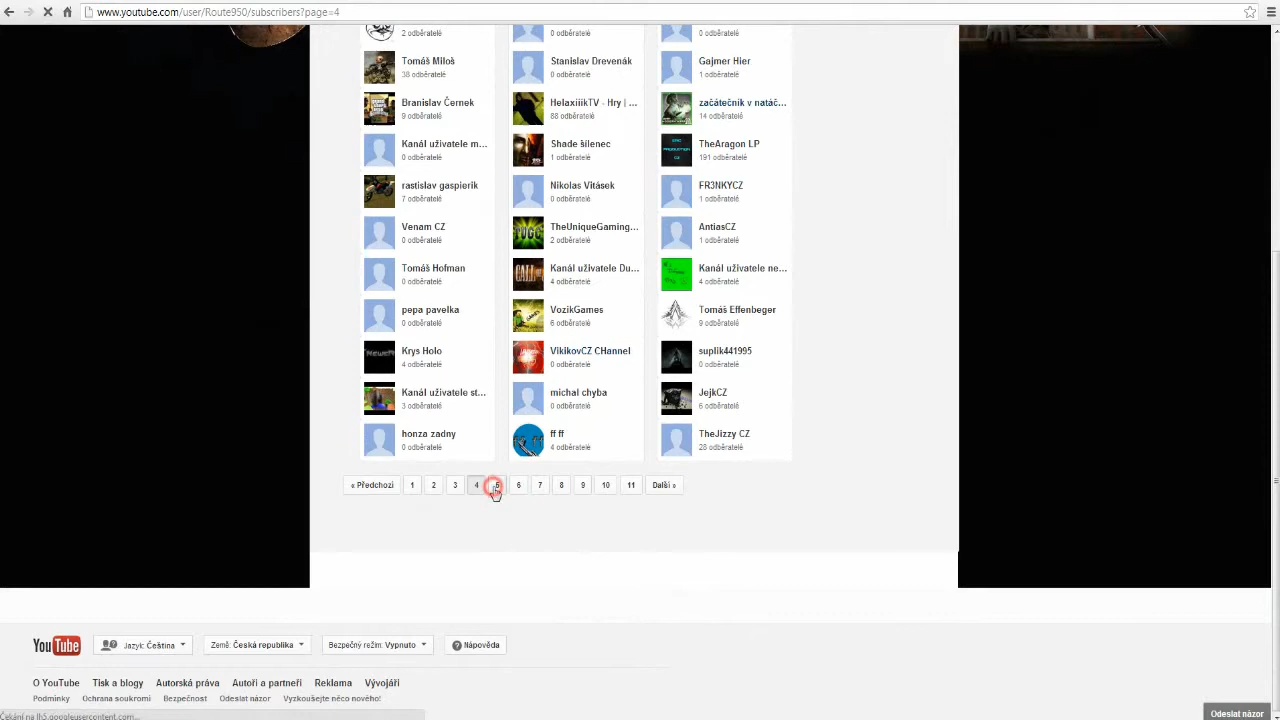 www.youtube.com/user/Route950/subscribers?page=4
2 odběratelé
0 odběratelé
0 odběratelé
Tomáš Miloš
38 odběratelé
Stanislav Drevenák
0 odběratelé
Gajmer Hier
1 odběratelé
Branislav Černek
9 odběratelé
HelaxiiikTV - Hry | ...
88 odběratelé
začátečník v natáč...
14 odběratelé
Kanál uživatele m...
0 odběratelé
Shade šílenec
1 odběratelé
TheAragon LP
191 odběratelé
rastislav gaspierik
7 odběratelé
Nikolas Vitásek
0 odběratelé
FR3NKYCZ
1 odběratelé
Venam CZ
0 odběratelé
TheUniqueGaming...
2 odběratelé
AntiasCZ
1 odběratelé
Tomáš Hofman
0 odběratelé
Kanál uživatele Du...
4 odběratelé
Kanál uživatele ne...
4 odběratelé
pepa pavelka
0 odběratelé
VozikGames
6 odběratelé
Tomáš Effenbeger
9 odběratelé
Krys Holo
4 odběratelé
VikikovCZ CHannel
0 odběratelé
suplik441995
0 odběratelé
Kanál uživatele st...
3 odběratelé
michal chyba
0 odběratelé
JejkCZ
6 odběratelé
honza zadny
0 odběratelé
ff ff
4 odběratelé
TheJizzy CZ
28 odběratelé
« Předchozí 1 2 3 4 5 6 7 8 9 10 11 Další »
YouTube Jazyk: Čeština Země: Česká republika Bezpečný režim: Vypnuto Nápověda
O YouTube Tisk a blogy Autorská práva Autoři a partneři Reklama Vývojáři
Podmínky Ochrana soukromí Bezpečnost Odeslat názor Vyzkoušejte něco nového!
Čekání na lh5.googleusercontent.com...
Odeslat názor